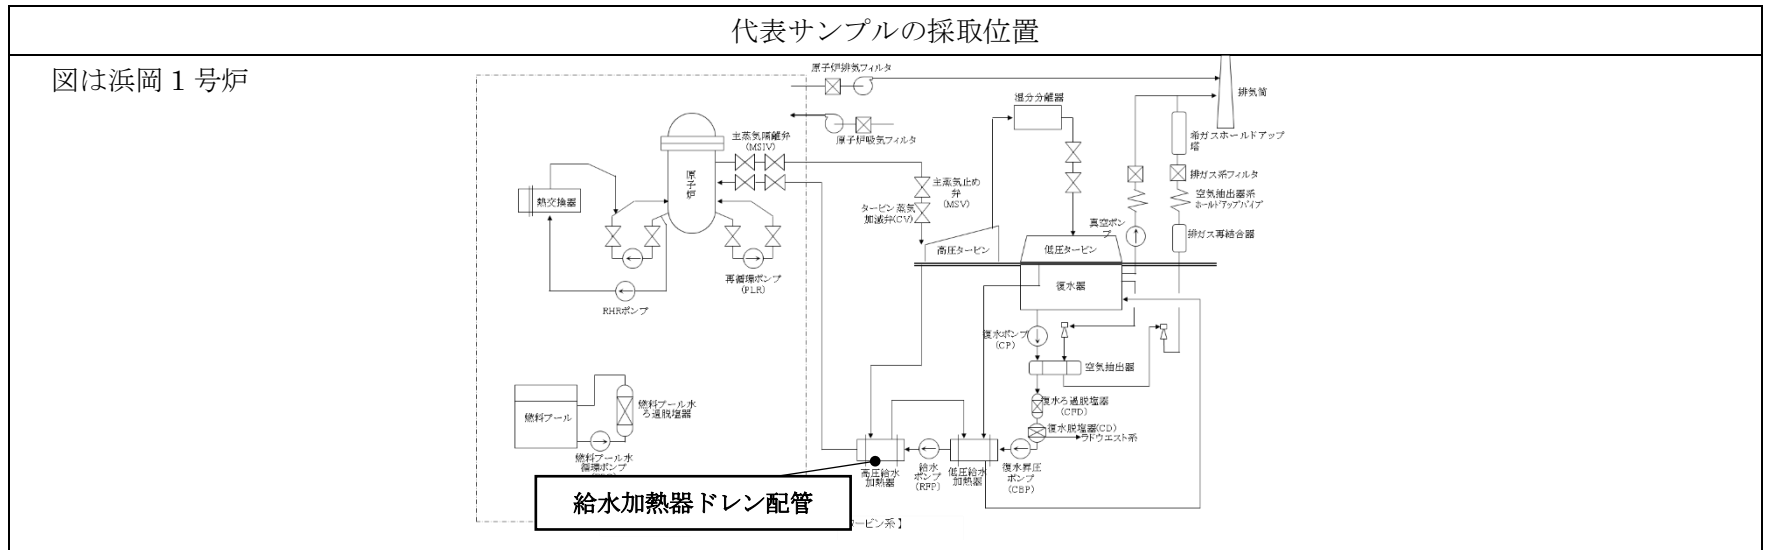 代表サンプルの採取位置
図は浜岡1号炉
原子炉排気フィルタ
原子炉吸気フィルタ
湿分分離器
排気筒
希ガスホールドアップ
塔
主蒸気隔離弁
(MSIV)
原
子
炉
熱交換器
主蒸気止め
弁
(MSV)
タービン蒸気
加減弁(CV)
排ガス系フィルタ
空気抽出器系
ホールドアップパイプ
真空ポン
プ
排ガス再結合器
高圧タービン
低圧タービン
再循環ポンプ
(PLR)
RHRポンプ
復水器
復水ポンプ
(CP)
空気抽出器
燃料プール
燃料プール水
ろ過脱塩器
復水ろ過脱塩器
(CFD)
復水脱塩器(CD)
ラドウエスト系
燃料プール水
循環ポンプ
高圧給水
加熱器
給水
ポンプ
(RFP)
低圧給水
加熱器
復水昇圧
ポンプ
(CBP)
給水加熱器ドレン配管
ービン系】